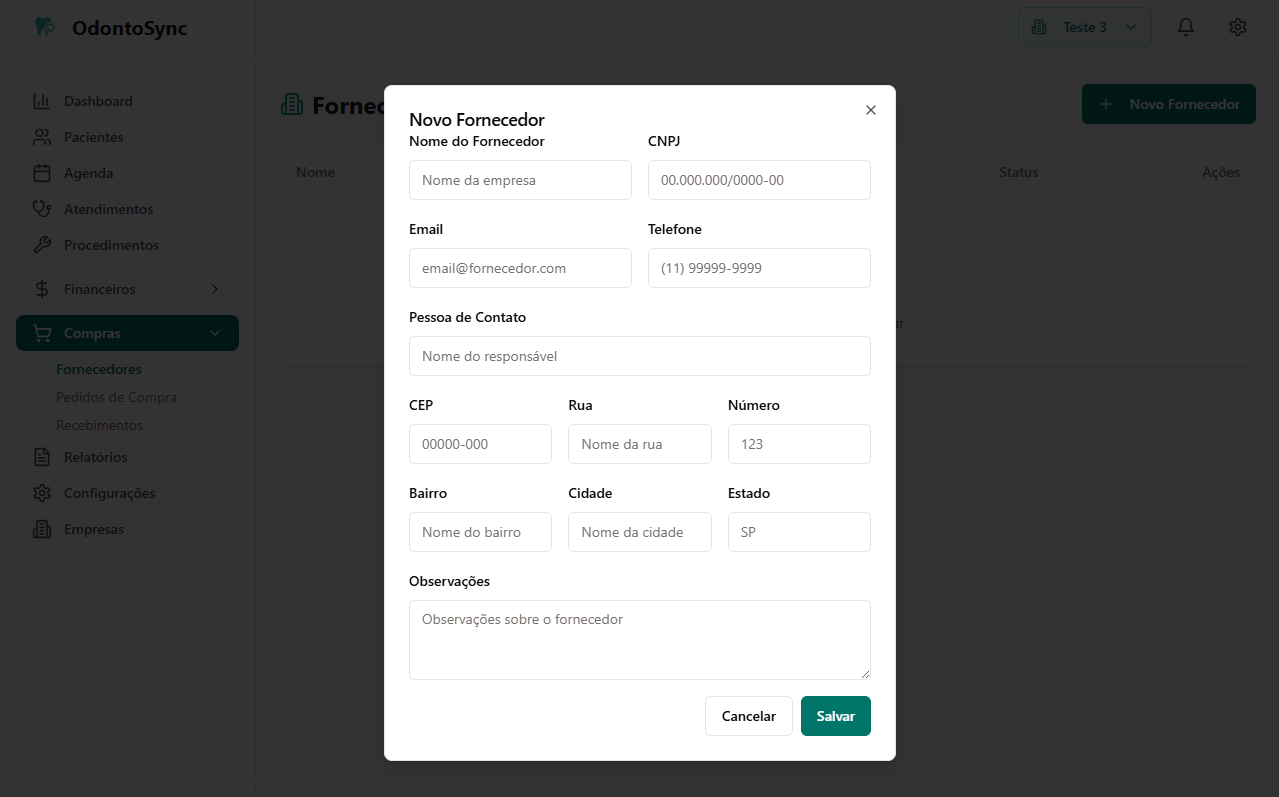 OdontoSync
Teste 3
Dashboard
Pacientes
Agenda
Atendimentos
Procedimentos
Financeiros
Compras
Fornecedores
Pedidos de Compra
Recebimentos
Relatórios
Configurações
Empresas
Fornec
Novo Fornecedor
Nome
Status
Ações
ar
Novo Fornecedor
Nome do Fornecedor
CNPJ
Nome da empresa
00.000.000/0000-00
Email
Telefone
email@fornecedor.com
(11) 99999-9999
Pessoa de Contato
Nome do responsável
CEP
Rua
Número
00000-000
Nome da rua
123
Bairro
Cidade
Estado
Nome do bairro
Nome da cidade
SP
Observações
Observações sobre o fornecedor
Cancelar
Salvar